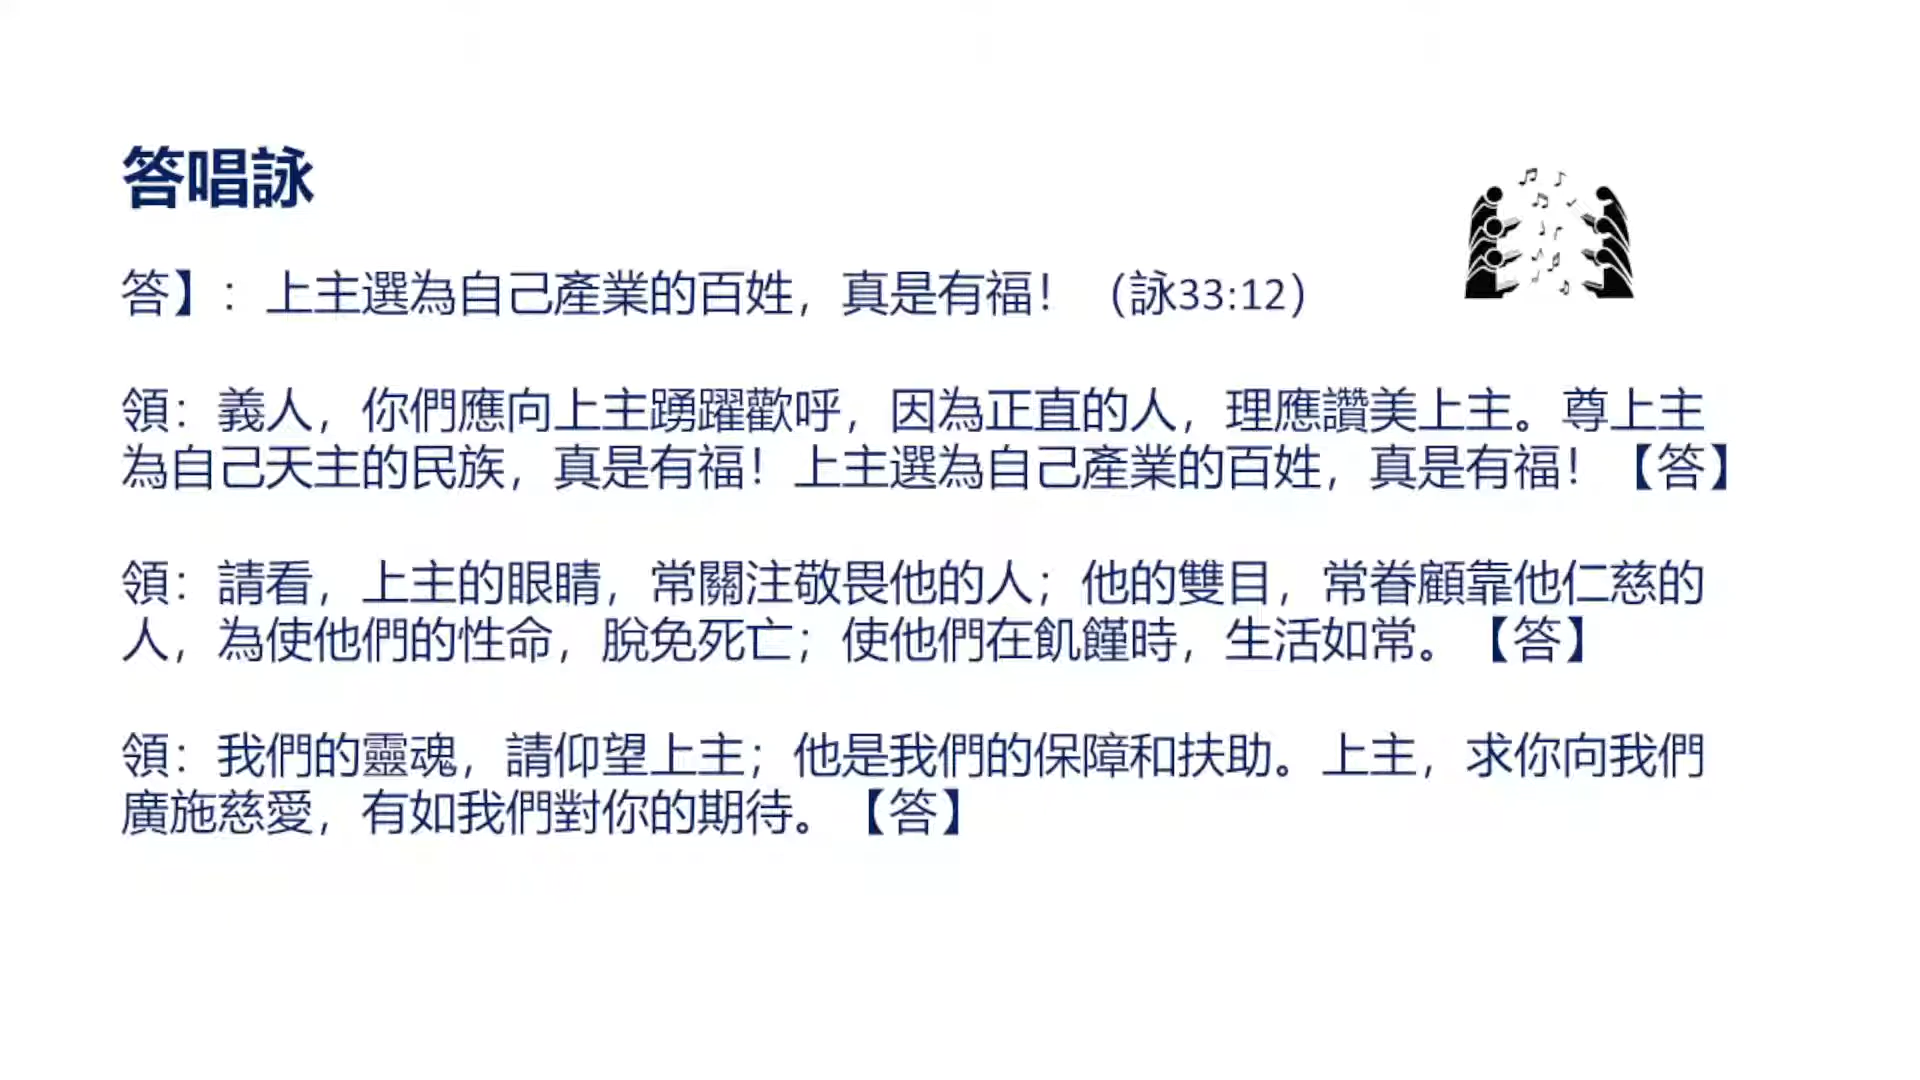 答唱詠
答】：上主選為自己產業的百姓，真是有福！（詠33:12）
領：義人，你們應向上主踴躍歡呼，因為正直的人，理應讚美上主。尊上主
為自己天主的民族，真是有福！上主選為自己產業的百姓，真是有福！【答】
領：請看，上主的眼睛，常關注敬畏他的人；他的雙目，常眷顧靠他仁慈的
人，為使他們的性命，脫免死亡；使他們在飢饉時，生活如常。【答】
領：我們的靈魂，請仰望上主；他是我們的保障和扶助。上主，求你向我們
廣施慈愛，有如我們對你的期待。【答】